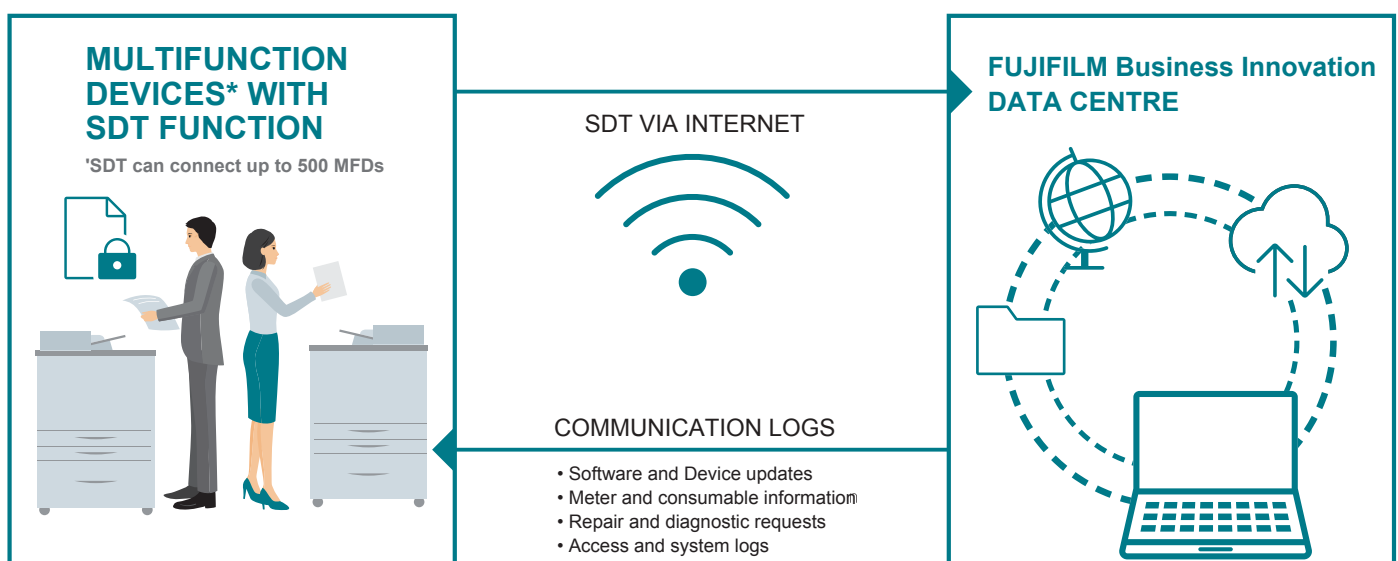 MULTIFUNCTION
DEVICES* WITH
SDT FUNCTION
'SDT can connect up to 500 MFDs
SDT VIA INTERNET
COMMUNICATION LOGS
• Software and Device updates
• Meter and consumable information
• Repair and diagnostic requests
• Access and system logs
FUJIFILM Business Innovation
DATA CENTRE